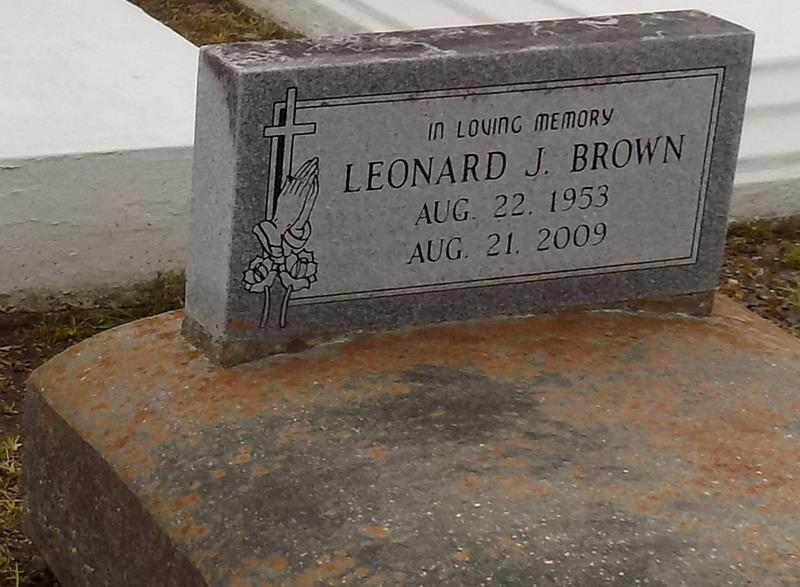 IN LOVING MEMORY
LEONARD J. BROWN
AUG. 22, 1953
AUG. 21, 2009